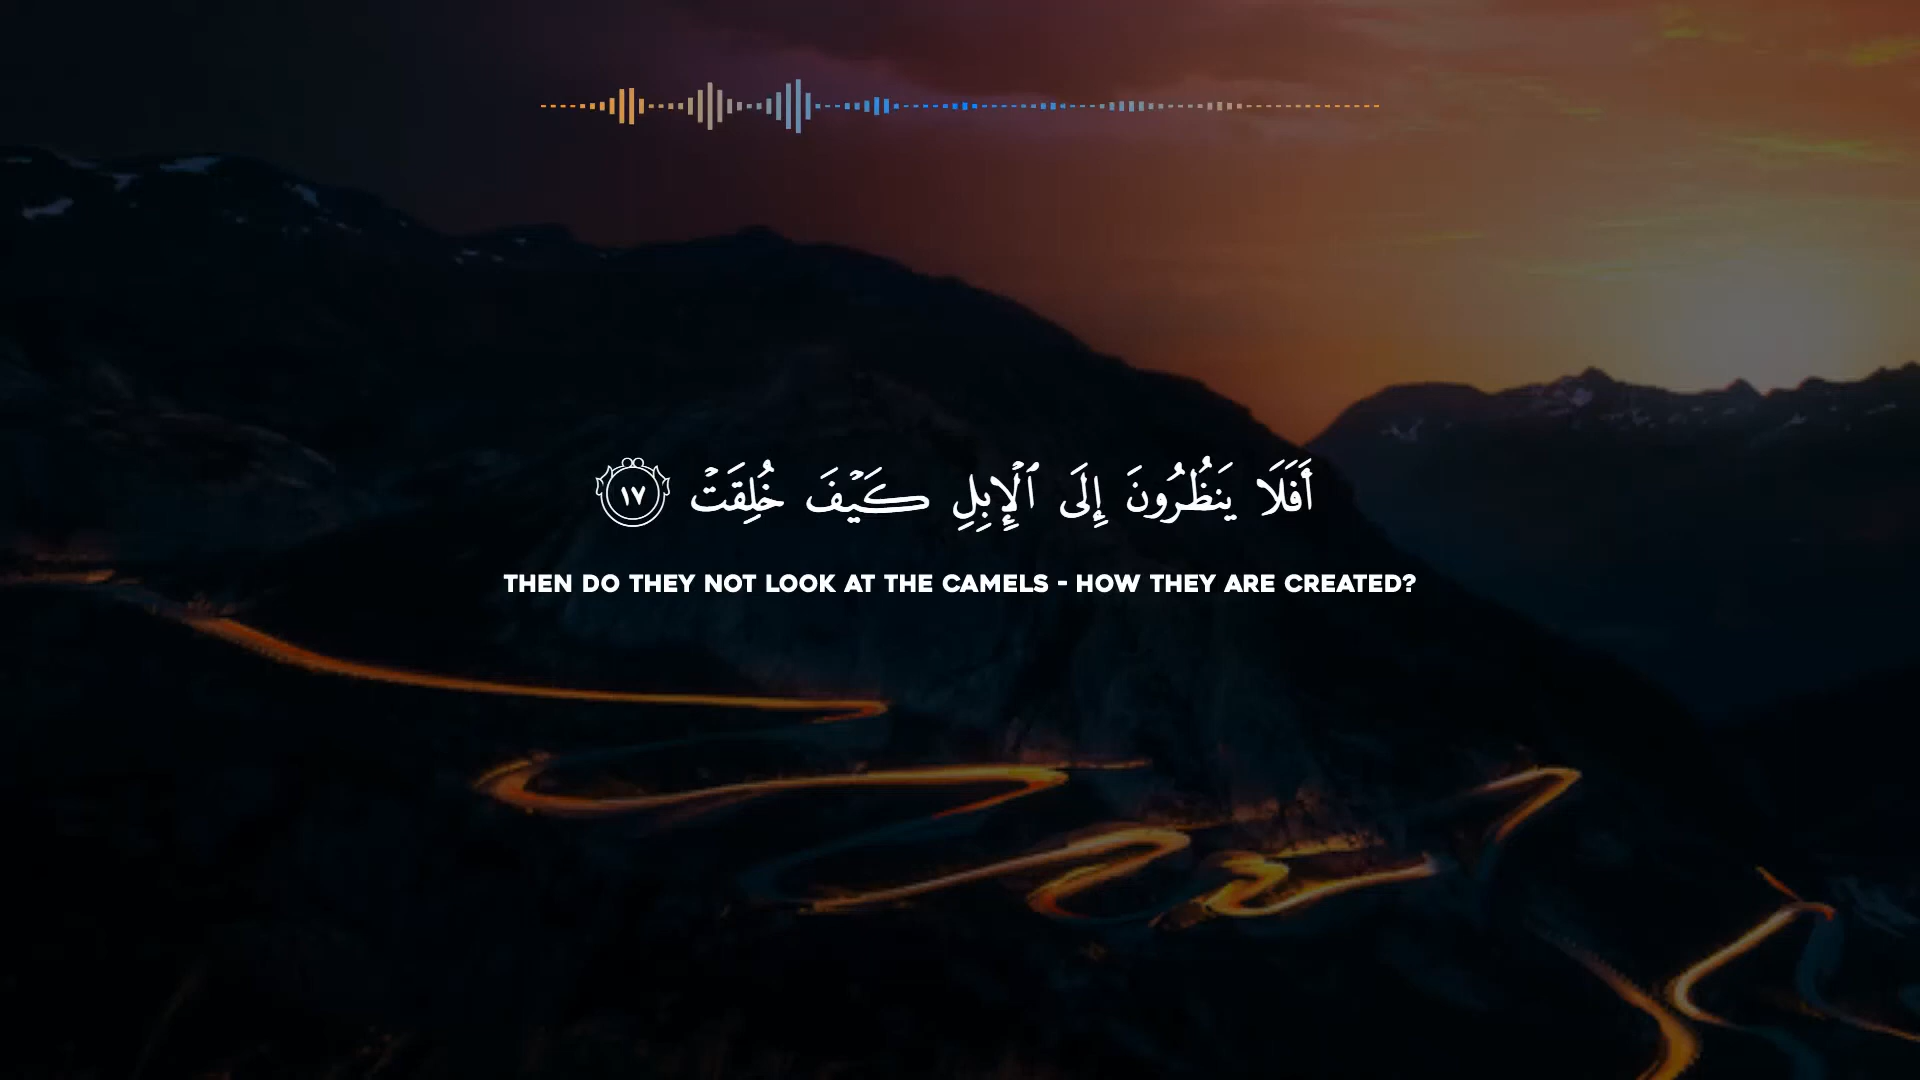 أَفَلَا يَنظُرُونَ إِلَى ٱلْإِبِلِ كَيْفَ خُلِقَتْ ١٧
THEN DO THEY NOT LOOK AT THE CAMELS - HOW THEY ARE CREATED?